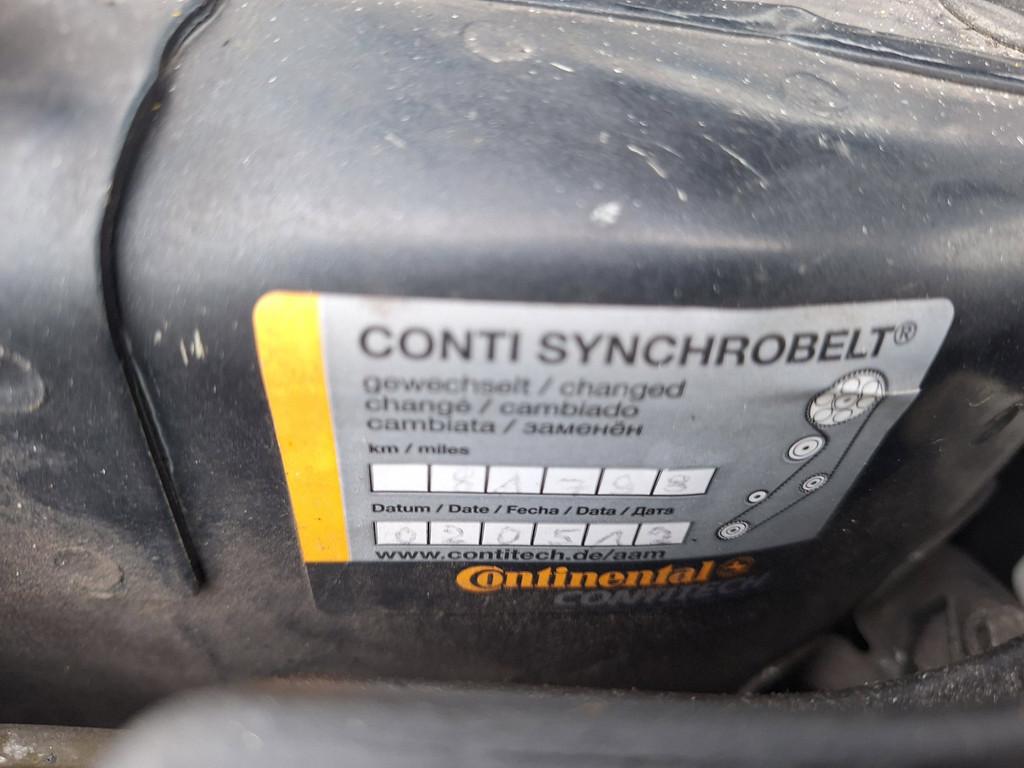 CONTI SYNCHROBELT®
gewechselt / changed
changé / cambiado
cambiata / заменён
km / miles
81798
Datum / Date / Fecha / Data / Дата
020512
www.contitech.de/aam
Continental
CONTITECH